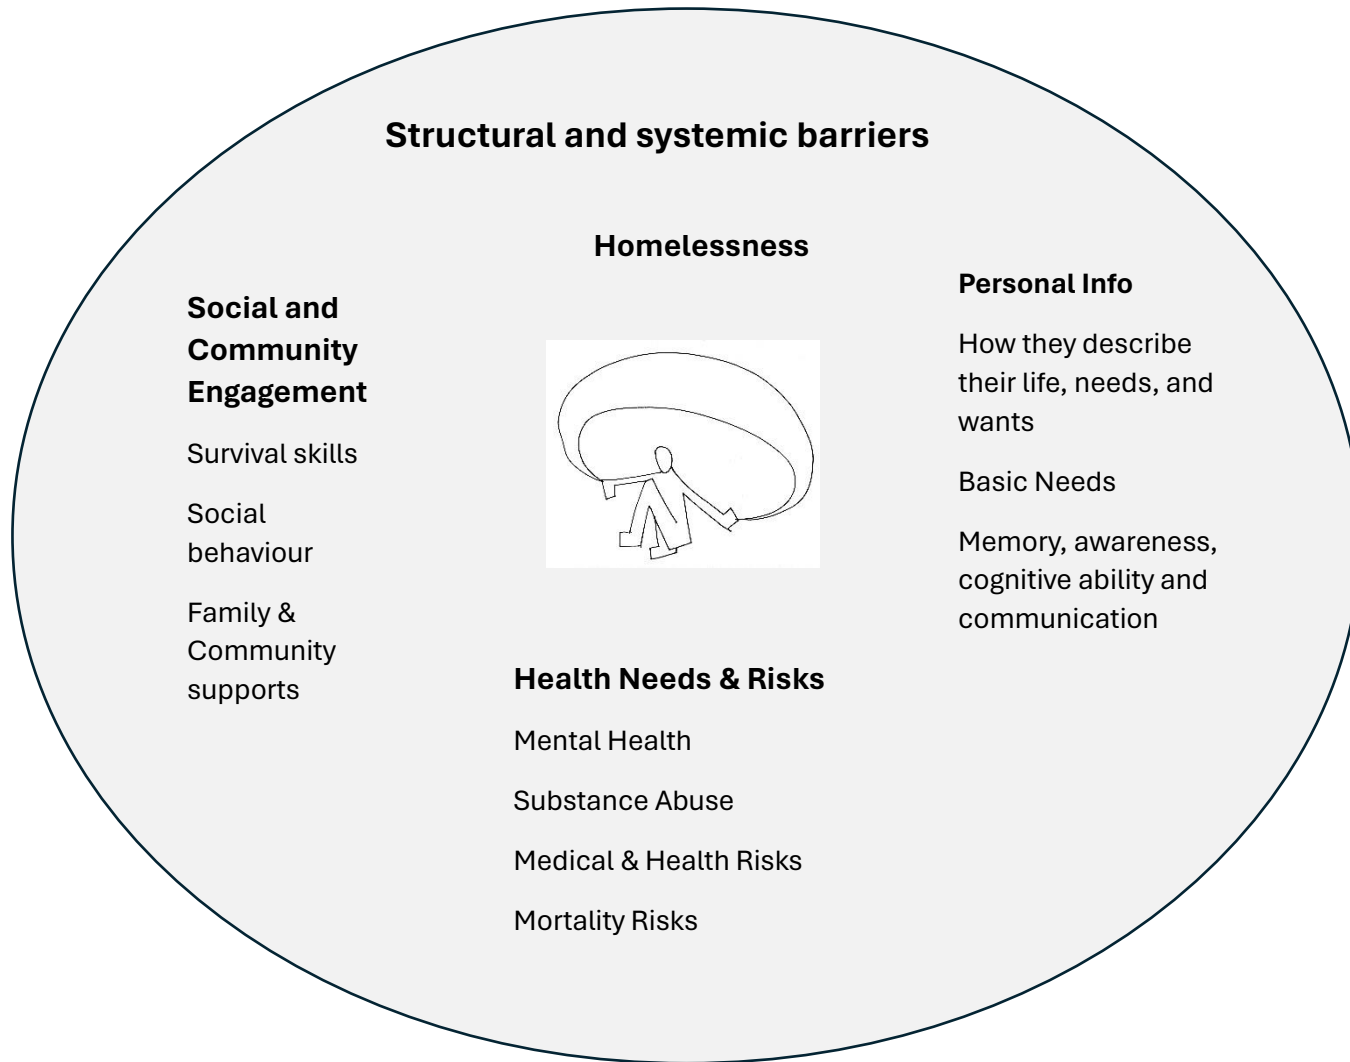 Structural and systemic barriers
Homelessness
Social and
Community
Engagement
Survival skills
Social
behaviour
Family &
Community
supports
Personal Info
How they describe
their life, needs, and
wants
Basic Needs
Memory, awareness,
cognitive ability and
communication
Health Needs & Risks
Mental Health
Substance Abuse
Medical & Health Risks
Mortality Risks